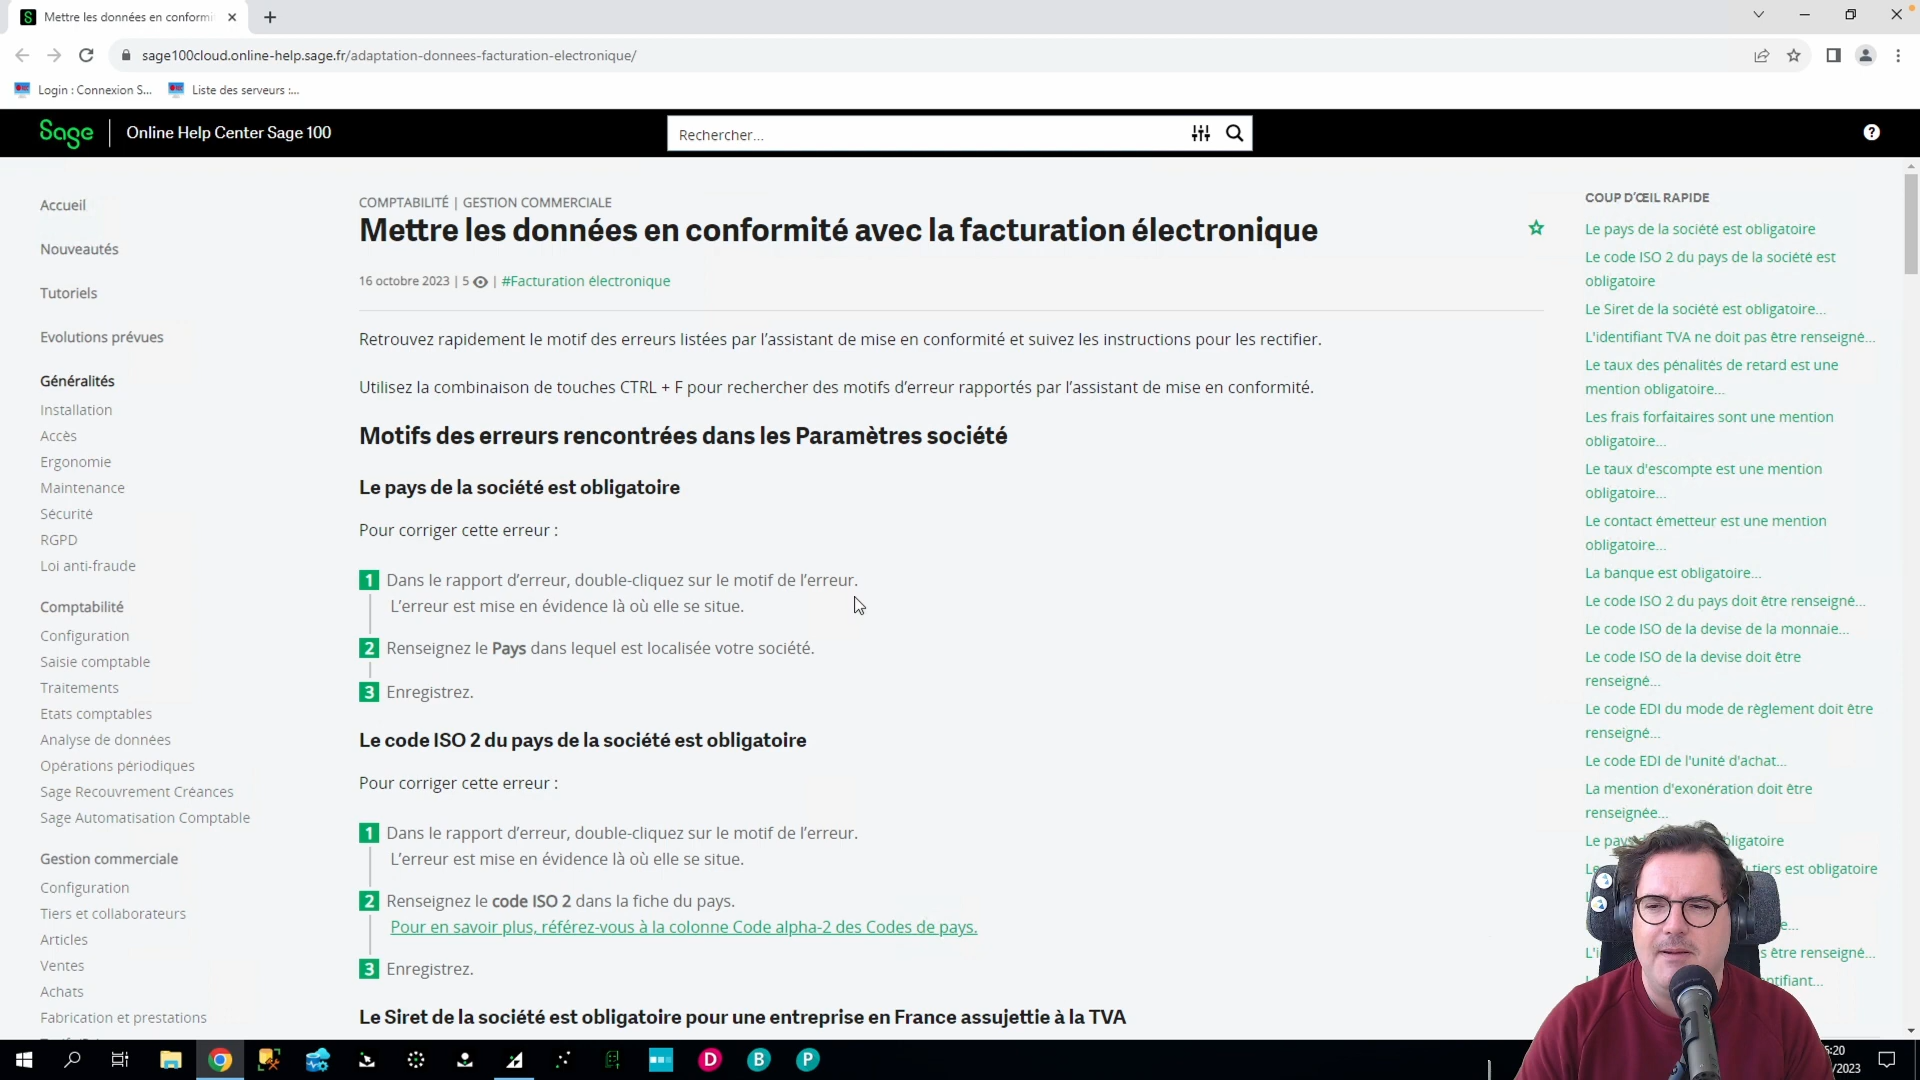 Mettre les données en conformi
sage100cloud.online-help.sage.fr/adaptation-donnees-facturation-electronique/
Login : Connexion S...
Liste des serveurs :...
Sage
Online Help Center Sage 100
Rechercher...
Accueil
Nouveautés
Tutoriels
Evolutions prévues
Généralités
Installation
Accès
Ergonomie
Maintenance
Sécurité
RGPD
Loi anti-fraude
Comptabilité
Configuration
Saisie comptable
Traitements
Etats comptables
Analyse de données
Opérations périodiques
Sage Recouvrement Créances
Sage Automatisation Comptable
Gestion commerciale
Configuration
Tiers et collaborateurs
Articles
Ventes
Achats
Fabrication et prestations
COMPTABILITÉ | GESTION COMMERCIALE
Mettre les données en conformité avec la facturation électronique
16 octobre 2023 | 5 | #Facturation électronique
Retrouvez rapidement le motif des erreurs listées par l’assistant de mise en conformité et suivez les instructions pour les rectifier.
Utilisez la combinaison de touches CTRL + F pour rechercher des motifs d’erreur rapportés par l’assistant de mise en conformité.
Motifs des erreurs rencontrées dans les Paramètres société
Le pays de la société est obligatoire
Pour corriger cette erreur :
1 Dans le rapport d’erreur, double-cliquez sur le motif de l’erreur.
L’erreur est mise en évidence là où elle se situe.
2 Renseignez le Pays dans lequel est localisée votre société.
3 Enregistrez.
Le code ISO 2 du pays de la société est obligatoire
Pour corriger cette erreur :
1 Dans le rapport d’erreur, double-cliquez sur le motif de l’erreur.
L’erreur est mise en évidence là où elle se situe.
2 Renseignez le code ISO 2 dans la fiche du pays.
Pour en savoir plus, référez-vous à la colonne Code alpha-2 des Codes de pays.
3 Enregistrez.
Le Siret de la société est obligatoire pour une entreprise en France assujettie à la TVA
COUP D’ŒIL RAPIDE
Le pays de la société est obligatoire
Le code ISO 2 du pays de la société est
obligatoire
Le Siret de la société est obligatoire...
L'identifiant TVA ne doit pas être renseigné...
Le taux des pénalités de retard est une
mention obligatoire...
Les frais forfaitaires sont une mention
obligatoire...
Le taux d'escompte est une mention
obligatoire...
Le contact émetteur est une mention
obligatoire...
La banque est obligatoire...
Le code ISO 2 du pays doit être renseigné...
Le code ISO de la devise de la monnaie...
Le code ISO de la devise doit être
renseigné...
Le code EDI du mode de règlement doit être
renseigné...
Le code EDI de l'unité d'achat...
La mention d'exonération doit être
renseignée...
Le pays bligatoire
tiers est obligatoire
e...
s être renseigné...
ntifiant...
D
B
P
5:20
/2023